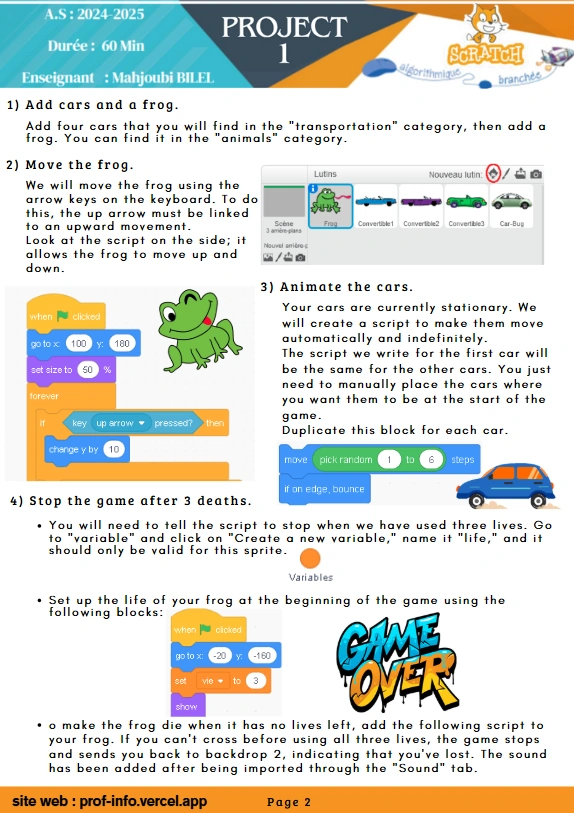 A.S : 2024-2025
Durée : 60 Min
Enseignant : Mahjoubi BILEL
PROJECT
1
SCRATCH
algorithmique
branchée
1) Add cars and a frog.
Add four cars that you will find in the "transportation" category, then add a
frog. You can find it in the "animals" category.
2) Move the frog.
We will move the frog using the
arrow keys on the keyboard. To do
this, the up arrow must be linked
to an upward movement.
Look at the script on the side; it
allows the frog to move up and
down.
Lutins
Nouveau lutin:
Scène
3 arrière-plans
Nouvel arrière-p
Frog
Convertible1
Convertible2
Convertible3
Car-Bug
when clicked
go to x: 100 y: 180
set size to 50 %
forever
if key up arrow pressed? then
change y by 10
3) Animate the cars.
Your cars are currently stationary. We
will create a script to make them move
automatically and indefinitely.
The script we write for the first car will
be the same for the other cars. You just
need to manually place the cars where
you want them to be at the start of the
game.
Duplicate this block for each car.
move pick random 1 to 6 steps
if on edge, bounce
4) Stop the game after 3 deaths.
• You will need to tell the script to stop when we have used three lives. Go
to "variable" and click on "Create a new variable," name it "life," and it
should only be valid for this sprite.
Variables
• Set up the life of your frog at the beginning of the game using the
following blocks:
when clicked
go to x: -20 y: -160
set vie to 3
show
GAME
OVER
• o make the frog die when it has no lives left, add the following script to
your frog. If you can't cross before using all three lives, the game stops
and sends you back to backdrop 2, indicating that you've lost. The sound
has been added after being imported through the "Sound" tab.
site web : prof-info.vercel.app
Page 2